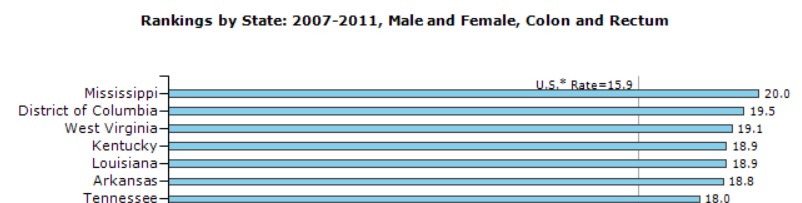 Rankings by State: 2007-2011, Male and Female, Colon and Rectum
U.S.* Rate=15.9
Mississippi 20.0
District of Columbia 19.5
West Virginia 19.1
Kentucky 18.9
Louisiana 18.9
Arkansas 18.8
Tennessee 18.0